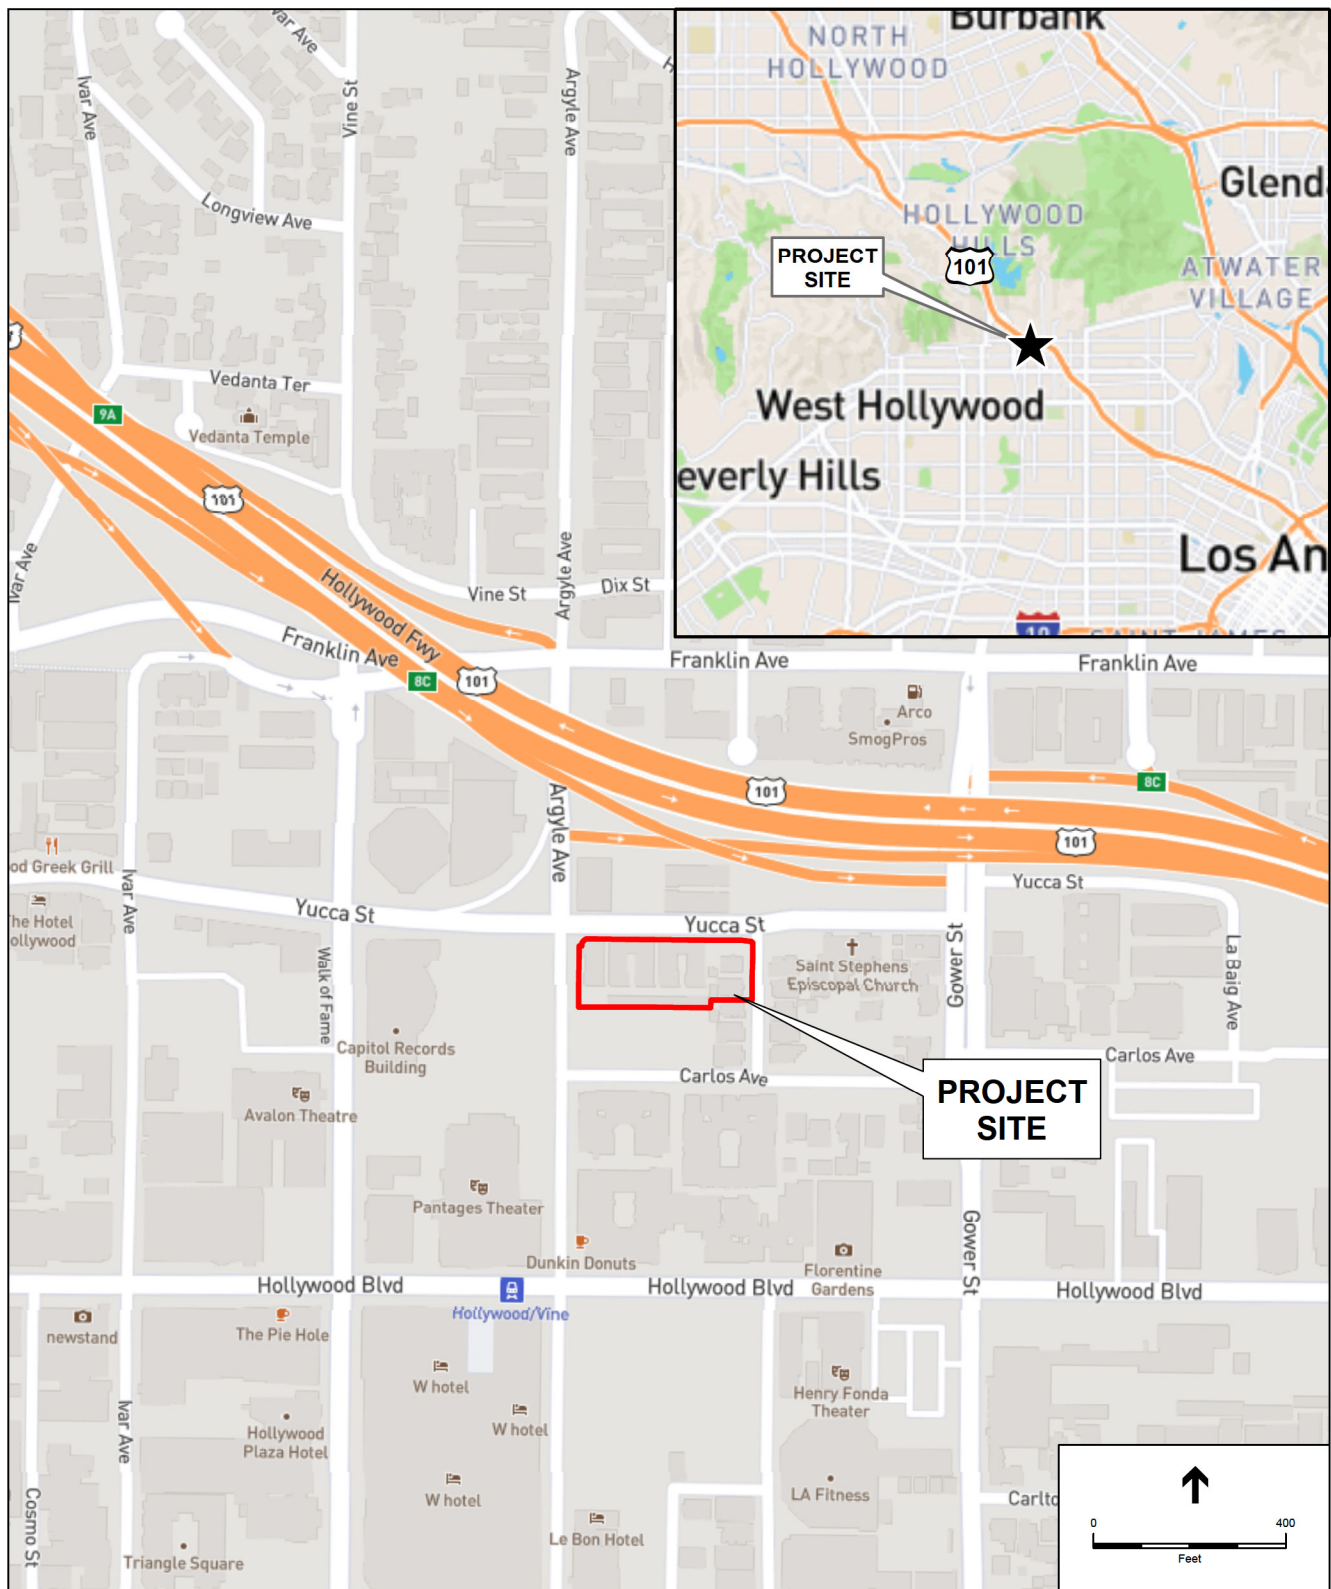 var Ave
Ivar Ave
Vine St
Argyle Ave
H
Longview Ave
Burbank
NORTH
HOLLYWOOD
Glend
HOLLYWOOD
HILLS
PROJECT
SITE
101
ATWATER
VILLAGE
West Hollywood
everly Hills
Los An
10
SAINT JAMES
Vedanta Ter
9A
Vedanta Temple
101
Ivar Ave
Hollywood Fwy
Argyle Ave
Vine St
Dix St
Franklin Ave
8C
101
Franklin Ave
Franklin Ave
Arco
SmogPros
101
8C
101
Argyle Ave
od Greek Grill
Ivar Ave
The Hotel
ollywood
Yucca St
Yucca St
Yucca St
Walk of Fame
Gower St
La Baig Ave
Saint Stephens
Episcopal Church
Capitol Records
Building
Carlos Ave
Carlos Ave
PROJECT
SITE
Avalon Theatre
Pantages Theater
Dunkin Donuts
Florentine
Gardens
Gower St
Hollywood Blvd
Hollywood Blvd
Hollywood Blvd
Hollywood/Vine
newstand
The Pie Hole
W hotel
W hotel
W hotel
Henry Fonda
Theater
Ivar Ave
Hollywood
Plaza Hotel
LA Fitness
Carlto
Cosmo St
Le Bon Hotel
Triangle Square
0 400
Feet